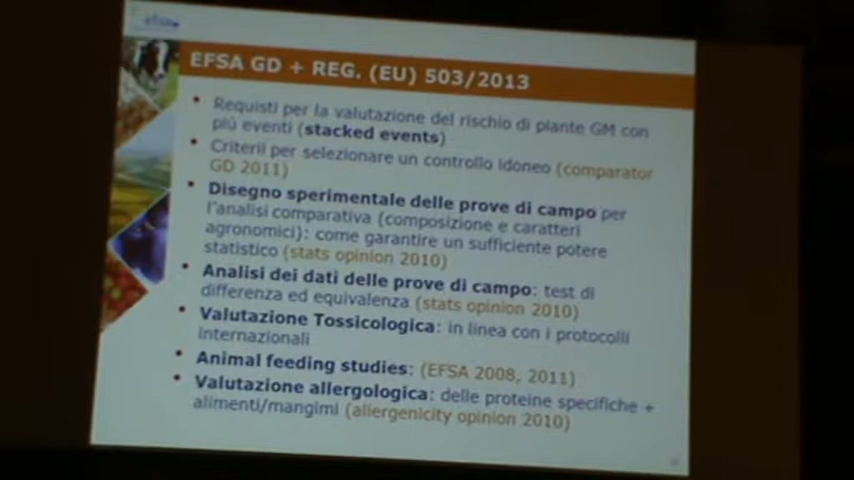 efsa
EFSA GD + REG. (EU) 503/2013
• Requisti per la valutazione del rischio di piante GM con
più eventi (stacked events)
• Criterii per selezionare un controllo idoneo (comparator
GD 2011)
• Disegno sperimentale delle prove di campo per
l'analisi comparativa (composizione e caratteri
agronomici): come garantire un sufficiente potere
statistico (stats opinion 2010)
• Analisi dei dati delle prove di campo: test di
differenza ed equivalenza (stats opinion 2010)
• Valutazione Tossicologica: in linea con i protocolli
internazionali
• Animal feeding studies: (EFSA 2008, 2011)
• Valutazione allergologica: delle proteine specifiche +
alimenti/mangimi (allergenicity opinion 2010)